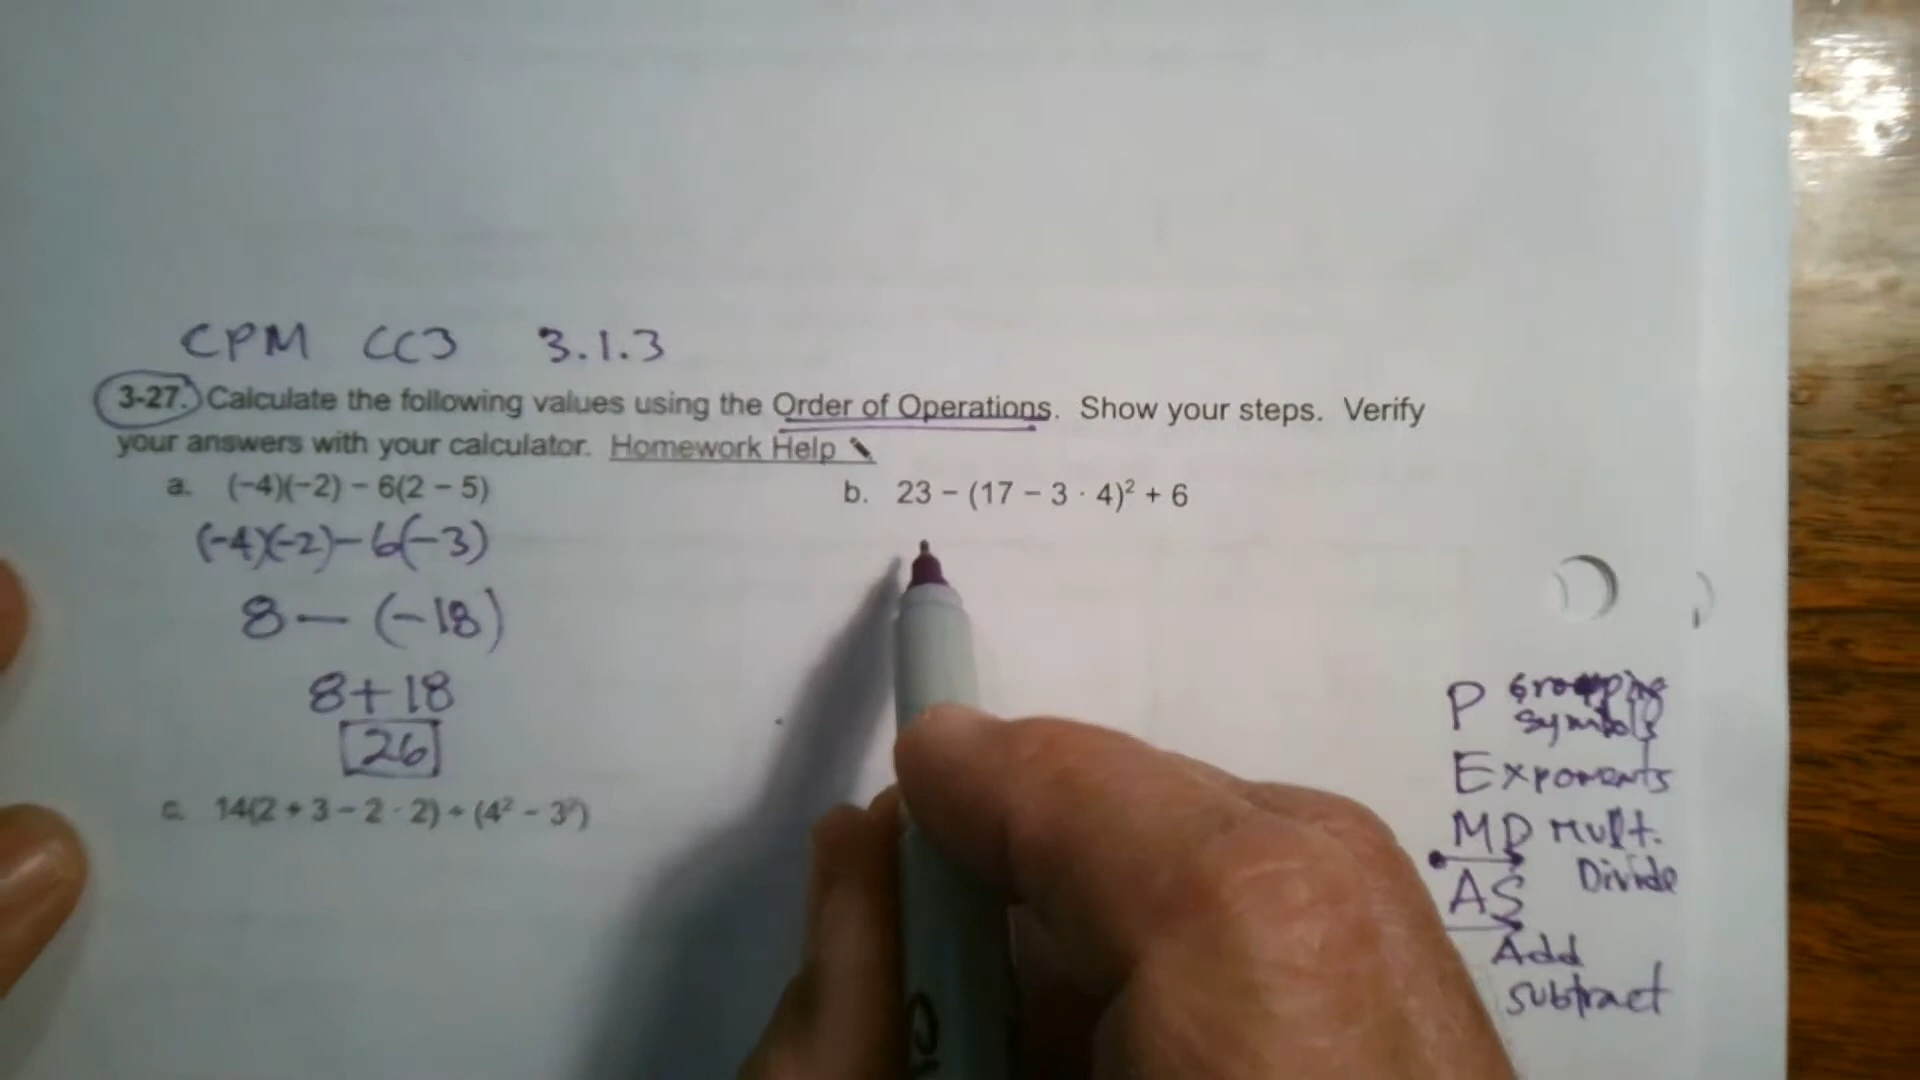 CPM CC3 3.1.3
3-27. Calculate the following values using the Order of Operations. Show your steps. Verify
your answers with your calculator. Homework Help
a. (−4)(−2) − 6(2 − 5)
b. 23 − (17 − 3 · 4)² + 6
(-4)(-2)-6(-3)
8 - (-18)
8+18
26
c. 14(2 + 3 − 2 · 2) ÷ (4² − 3²)
P Grouping
symbols
Exponents
MD Mult.
Divide
AS
Add
subtract